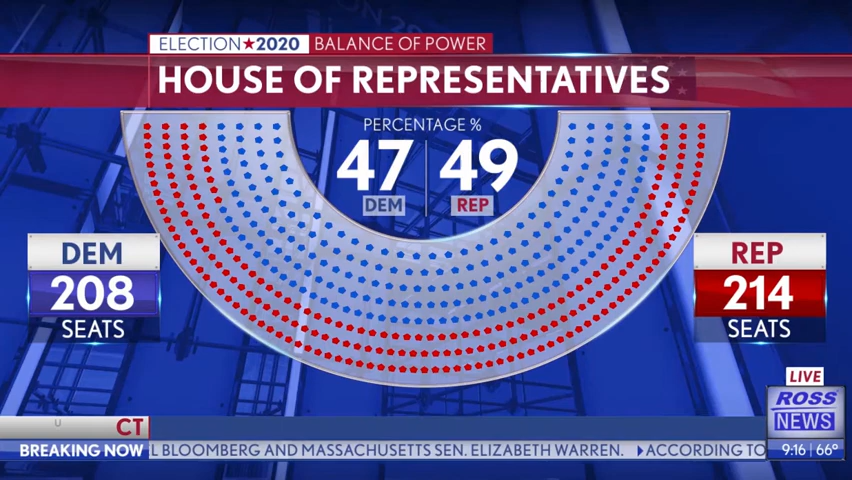 ELECTION★2020 BALANCE OF POWER
HOUSE OF REPRESENTATIVES
PERCENTAGE %
47 49
DEM REP
DEM
208
SEATS
REP
214
SEATS
LIVE
ROSS
NEWS
CT
BREAKING NOW L BLOOMBERG AND MASSACHUSETTS SEN. ELIZABETH WARREN. ACCORDING TO 9:16 66°